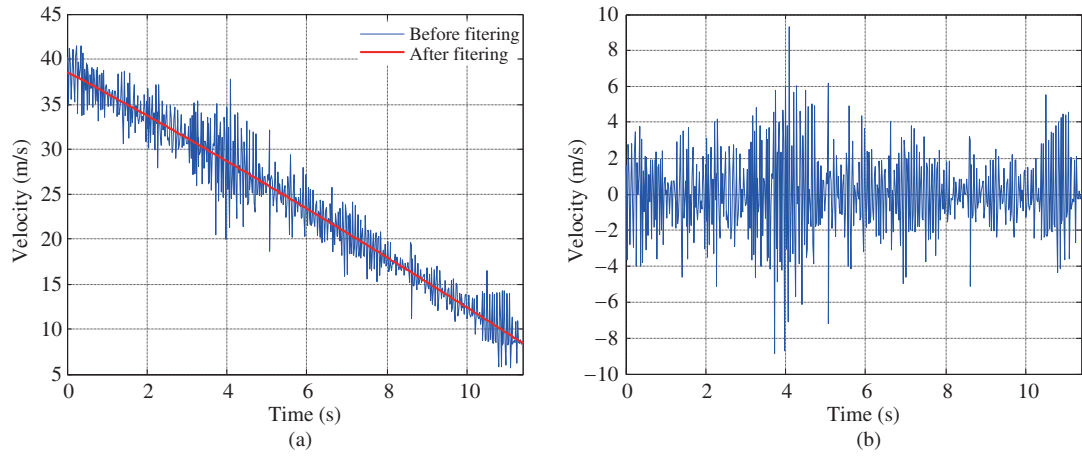 45
40
35
30
25
20
15
10
5
Velocity (m/s)
Before fitering
After fitering
0 2 4 6 8 10
Time (s)
(a)
10
8
6
4
2
0
−2
−4
−6
−8
−10
Velocity (m/s)
0 2 4 6 8 10
Time (s)
(b)